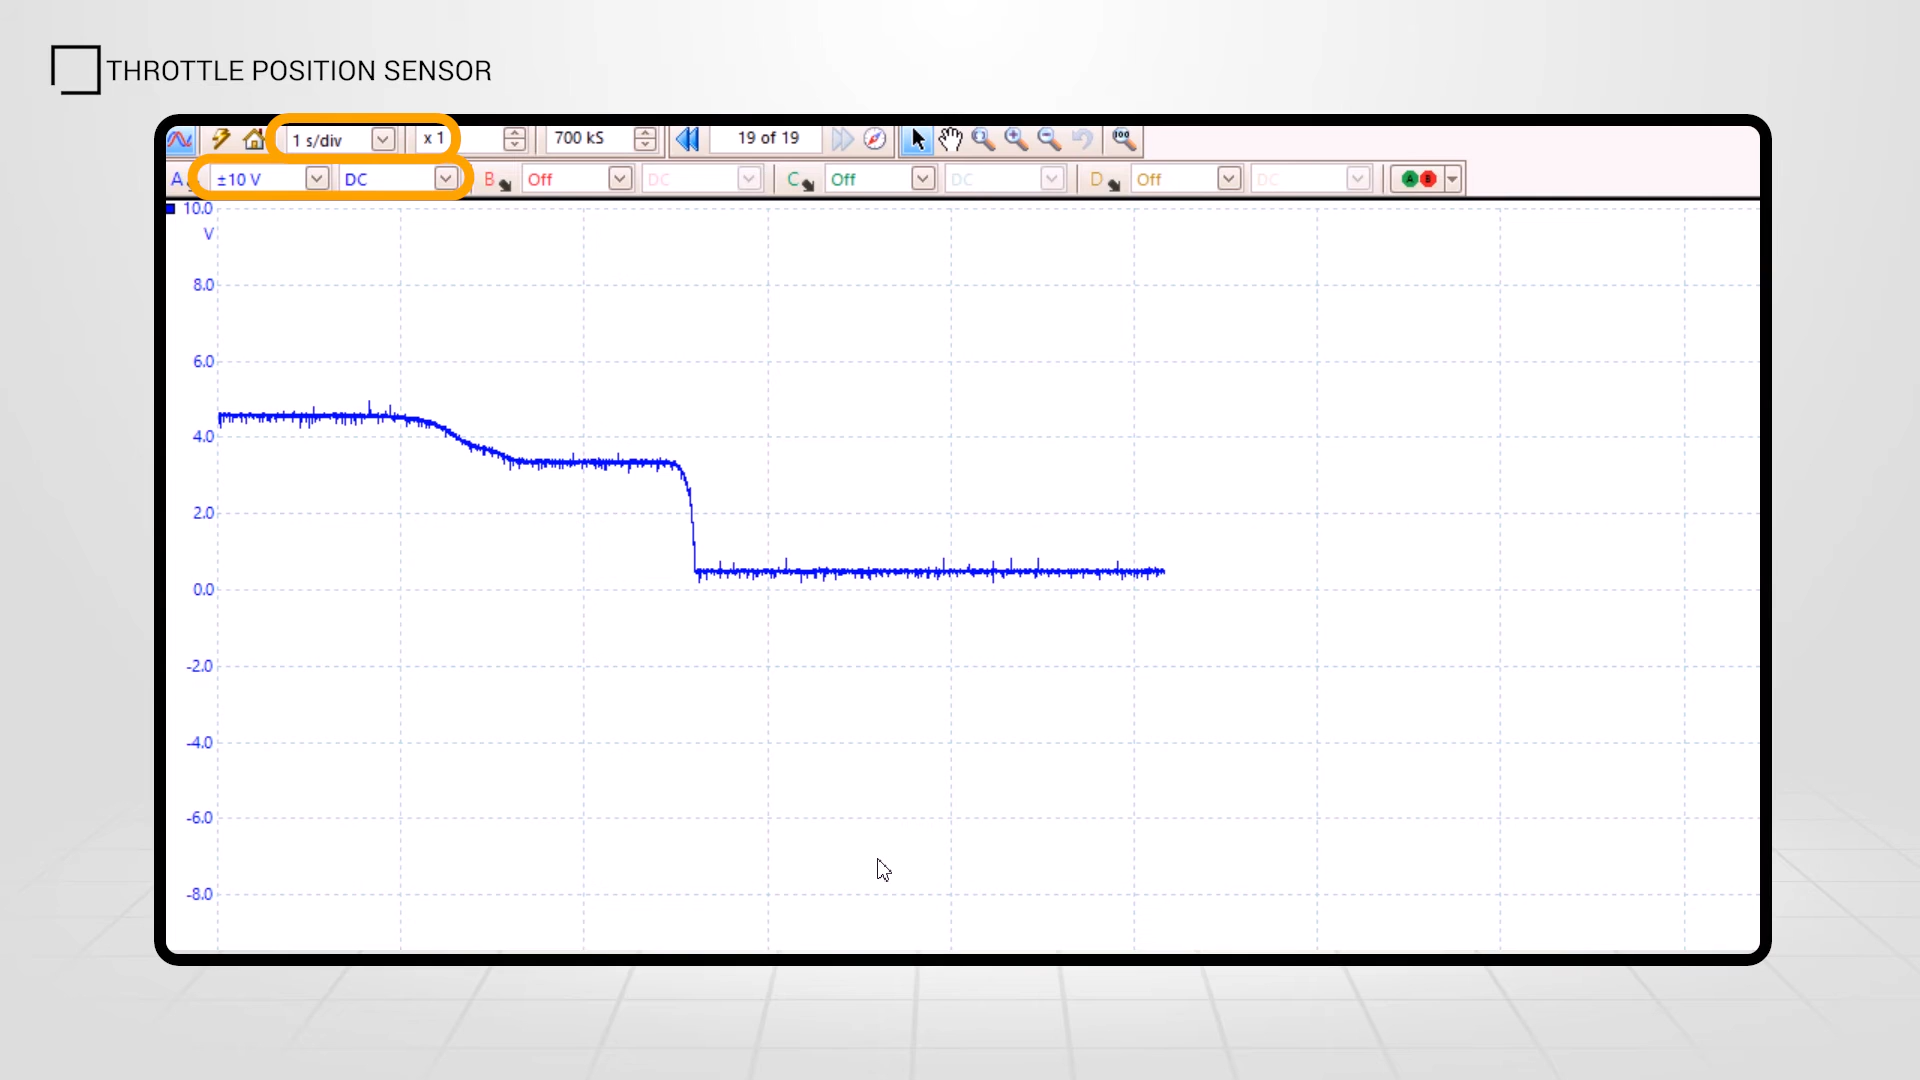 THROTTLE POSITION SENSOR
1 s/div x 1 700 kS 19 of 19 100
A ±10 V DC B Off DC C Off DC D Off DC A B
10.0
V
8.0
6.0
4.0
2.0
0.0
-2.0
-4.0
-6.0
-8.0